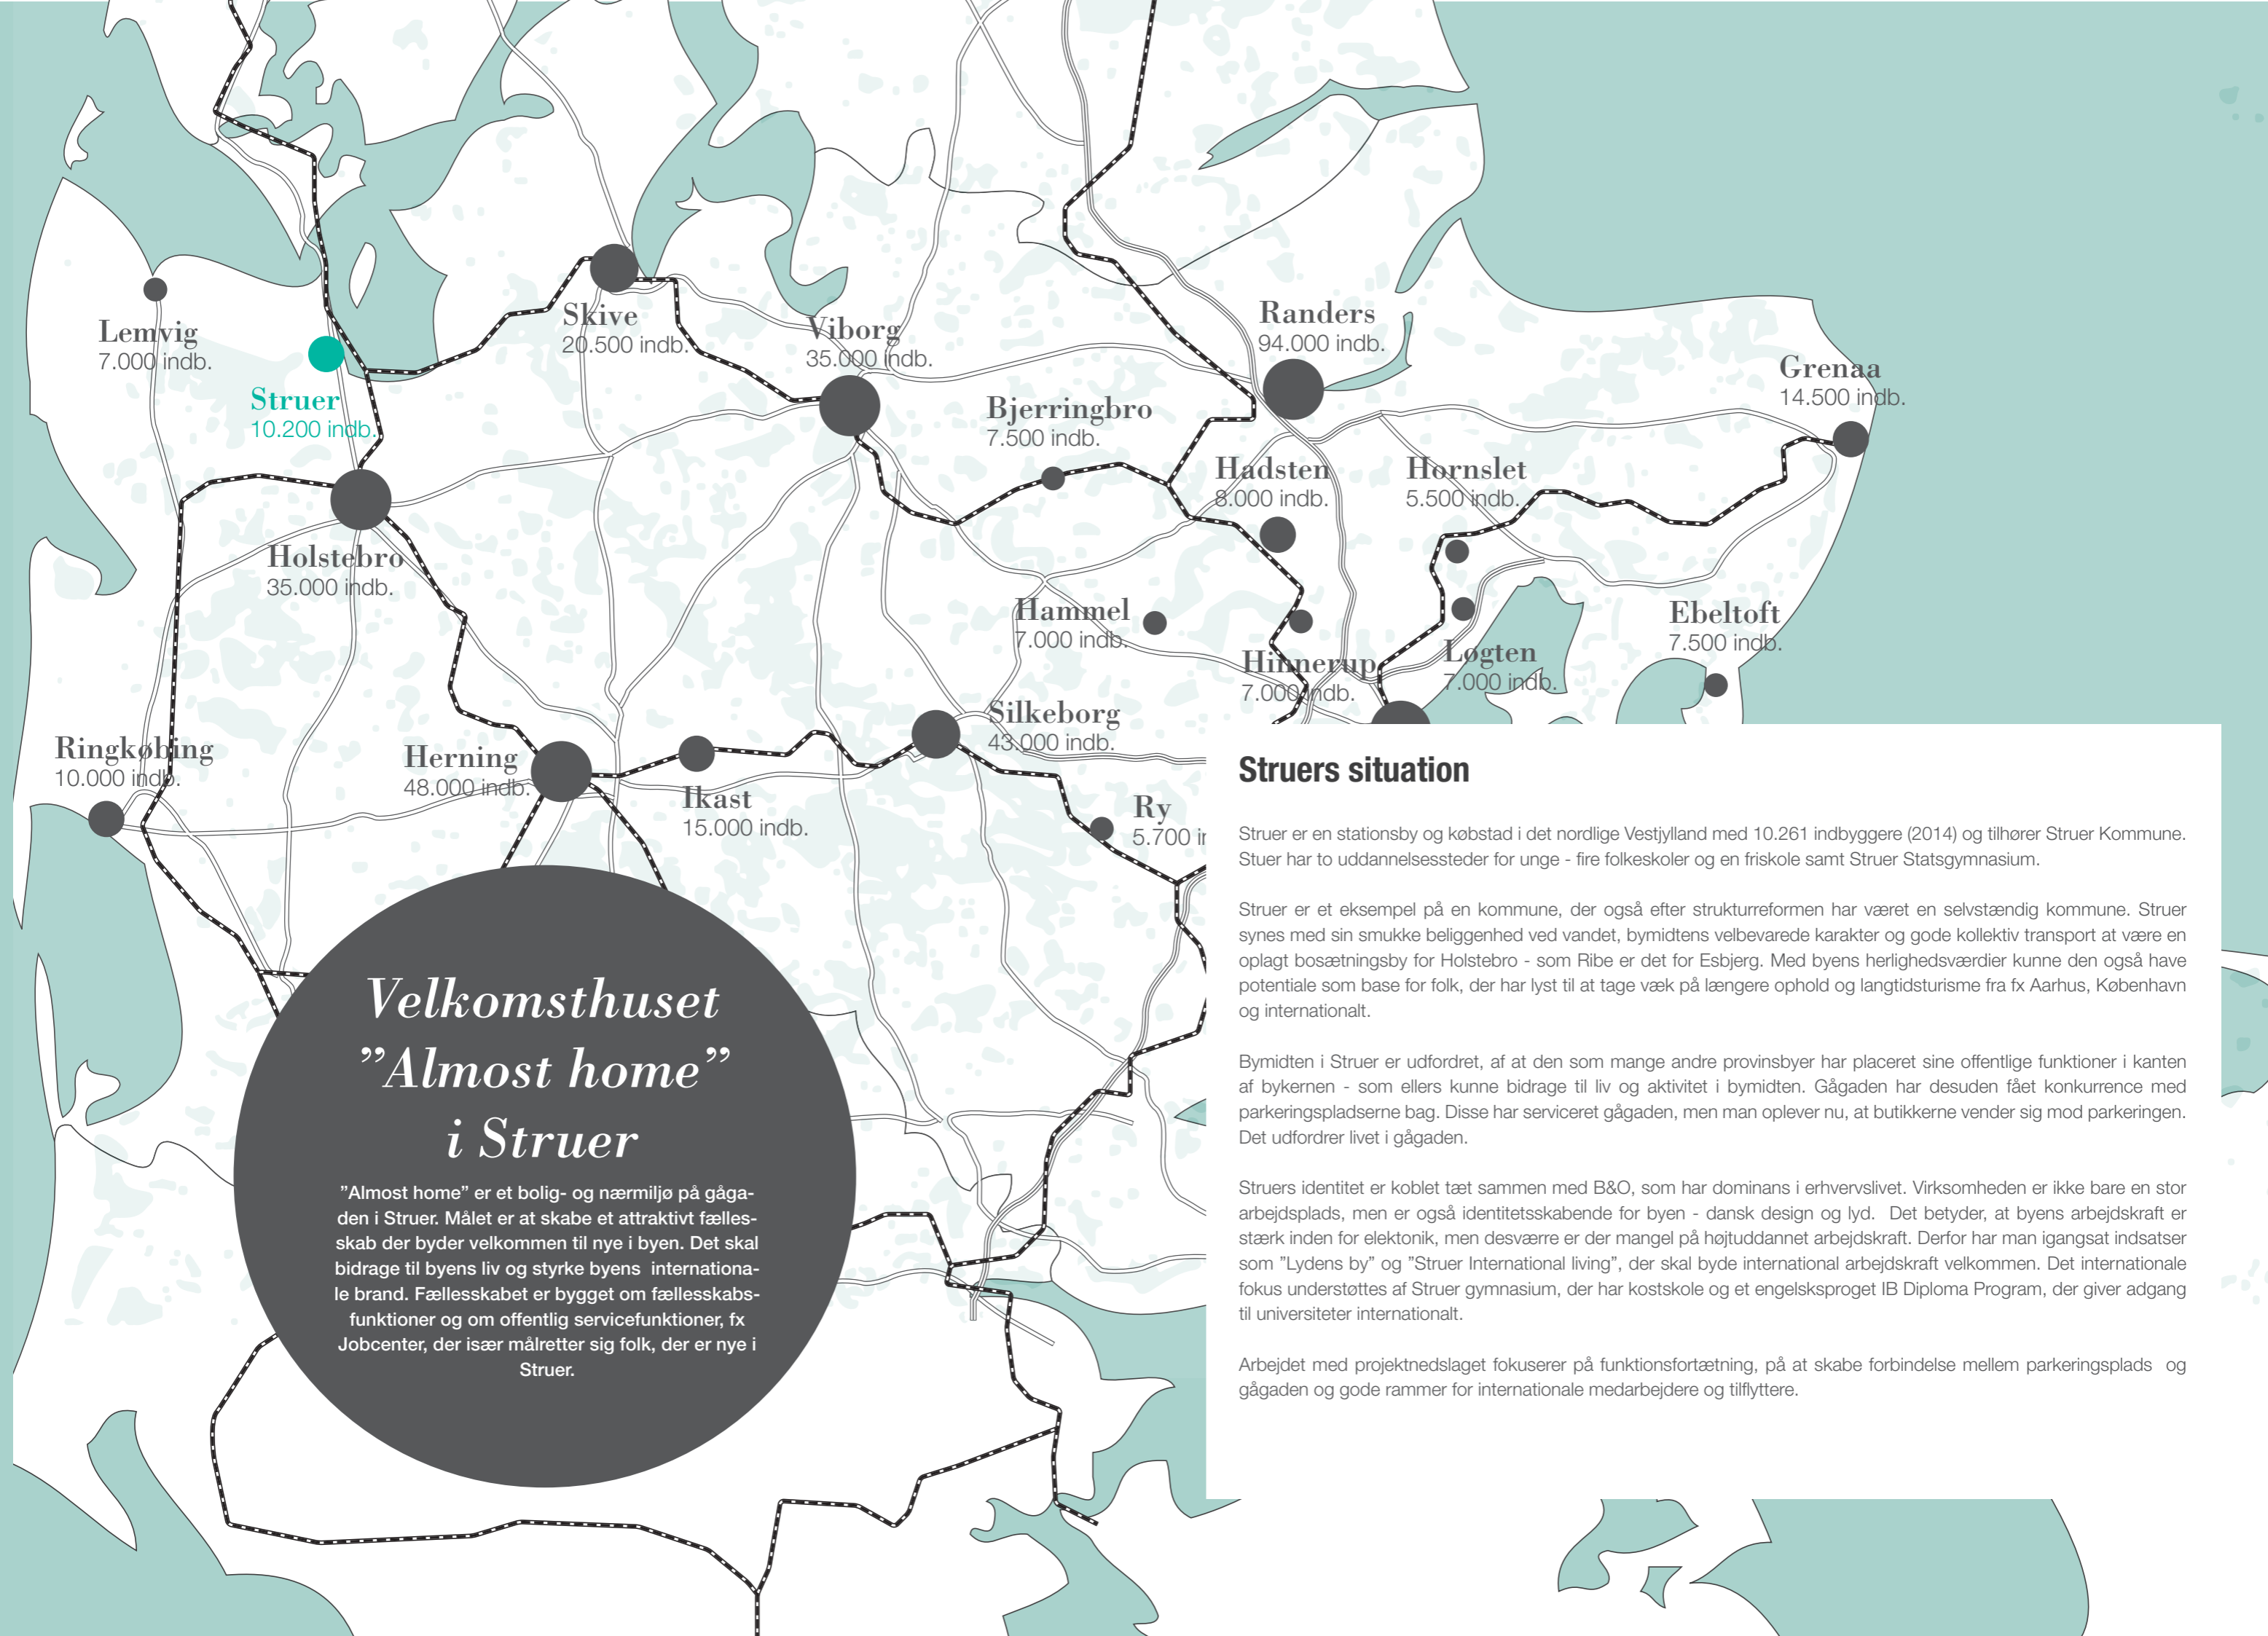 Skive
20.500 indb.
Viborg
35.000 indb.
Randers
94.000 indb.
Lemvig
7.000 indb.
Grenaa
14.500 indb.
Struer
10.200 indb.
Bjerringbro
7.500 indb.
Hadsten
8.000 indb.
Hornslet
5.500 indb.
Holstebro
35.000 indb.
Hammel
7.000 indb.
Ebeltoft
7.500 indb.
Hinnerup
7.000 indb.
Løgten
7.000 indb.
Silkeborg
43.000 indb.
Ringkøbing
10.000 indb.
Herning
48.000 indb.
Ikast
15.000 indb.
Ry
5.700 in
Velkomsthuset
”Almost home”
i Struer
”Almost home” er et bolig- og nærmiljø på gåga-
den i Struer. Målet er at skabe et attraktivt fælles-
skab der byder velkommen til nye i byen. Det skal
bidrage til byens liv og styrke byens internationa-
le brand. Fællesskabet er bygget om fællesskabs-
funktioner og om offentlig servicefunktioner, fx
Jobcenter, der især målretter sig folk, der er nye i
Struer.
Struers situation
Struer er en stationsby og købstad i det nordlige Vestjylland med 10.261 indbyggere (2014) og tilhører Struer Kommune.
Stuer har to uddannelsessteder for unge - fire folkeskoler og en friskole samt Struer Statsgymnasium.
Struer er et eksempel på en kommune, der også efter strukturreformen har været en selvstændig kommune. Struer
synes med sin smukke beliggenhed ved vandet, bymidtens velbevarede karakter og gode kollektiv transport at være en
oplagt bosætningsby for Holstebro - som Ribe er det for Esbjerg. Med byens herlighedsværdier kunne den også have
potentiale som base for folk, der har lyst til at tage væk på længere ophold og langtidsturisme fra fx Aarhus, København
og internationalt.
Bymidten i Struer er udfordret, af at den som mange andre provinsbyer har placeret sine offentlige funktioner i kanten
af bykernen - som ellers kunne bidrage til liv og aktivitet i bymidten. Gågaden har desuden fået konkurrence med
parkeringspladserne bag. Disse har serviceret gågaden, men man oplever nu, at butikkerne vender sig mod parkeringen.
Det udfordrer livet i gågaden.
Struers identitet er koblet tæt sammen med B&O, som har dominans i erhvervslivet. Virksomheden er ikke bare en stor
arbejdsplads, men er også identitetsskabende for byen - dansk design og lyd. Det betyder, at byens arbejdskraft er
stærk inden for elektonik, men desværre er der mangel på højtuddannet arbejdskraft. Derfor har man igangsat indsatser
som ”Lydens by” og ”Struer International living”, der skal byde international arbejdskraft velkommen. Det internationale
fokus understøttes af Struer gymnasium, der har kostskole og et engelsksproget IB Diploma Program, der giver adgang
til universiteter internationalt.
Arbejdet med projektnedslaget fokuserer på funktionsfortætning, på at skabe forbindelse mellem parkeringsplads og
gågaden og gode rammer for internationale medarbejdere og tilflyttere.